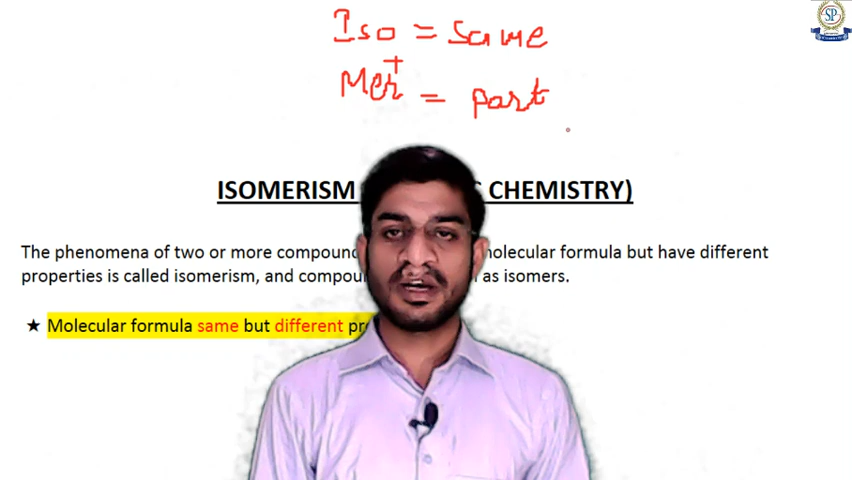 Iso = same
+
Mer = part
ISOMERISM CHEMISTRY)
The phenomena of two or more compound molecular formula but have different
properties is called isomerism, and compou as isomers.
★ Molecular formula same but different pr
SP